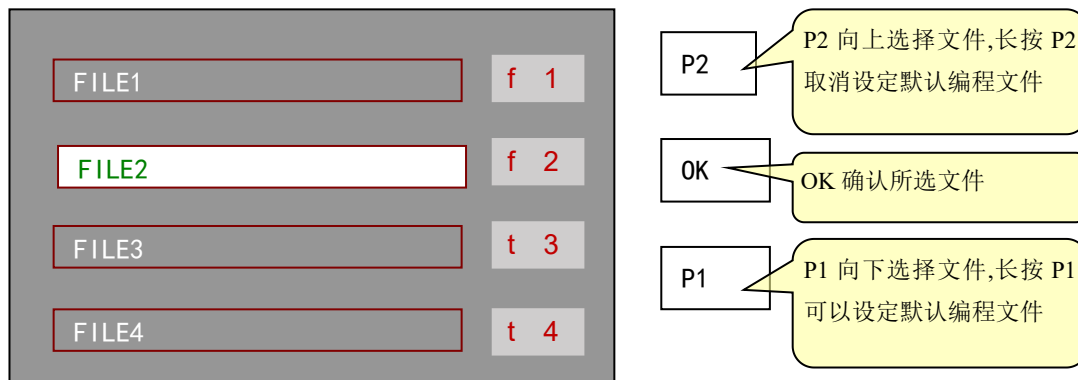 FILE1
f 1
FILE2
f 2
FILE3
t 3
FILE4
t 4
P2
P2 向上选择文件,长按 P2
取消设定默认编程文件
OK
OK 确认所选文件
P1
P1 向下选择文件,长按 P1
可以设定默认编程文件